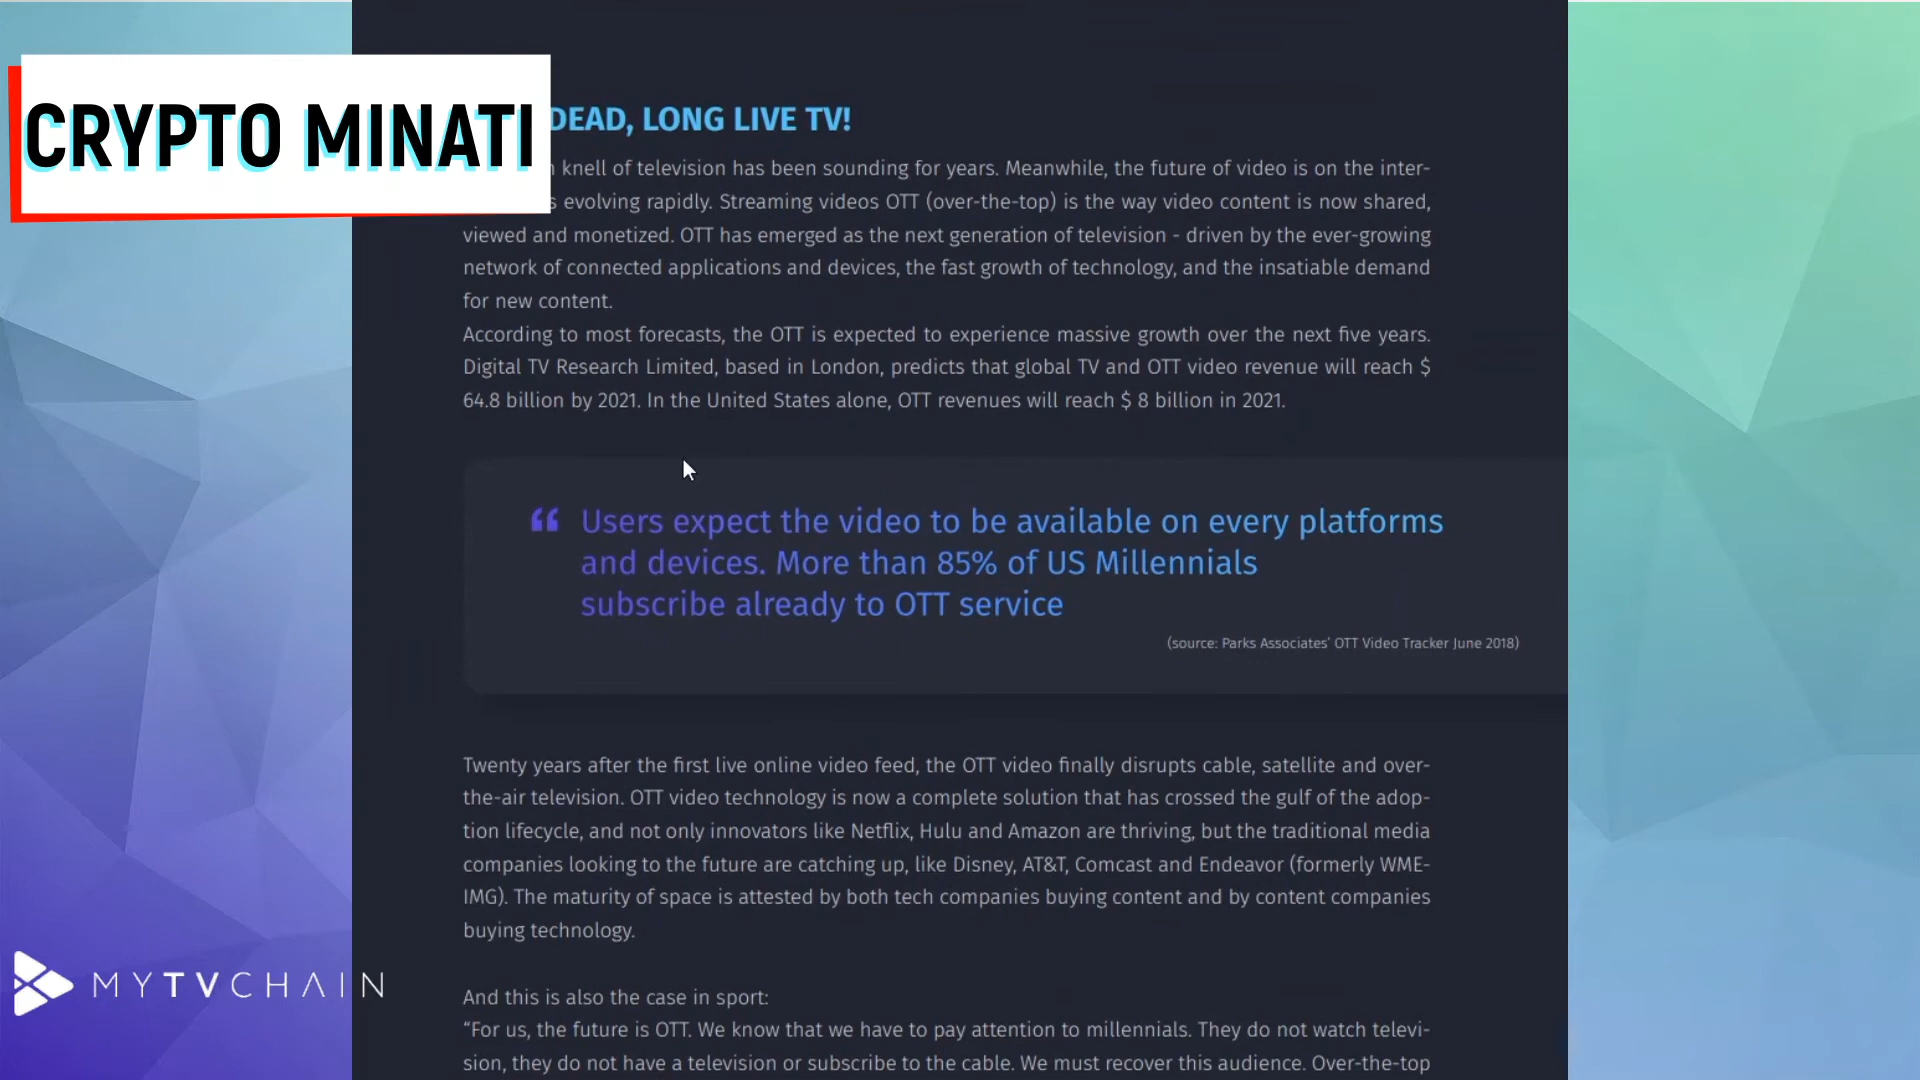 CRYPTO MINATI
DEAD, LONG LIVE TV!
knell of television has been sounding for years. Meanwhile, the future of video is on the inter-
s evolving rapidly. Streaming videos OTT (over-the-top) is the way video content is now shared,
viewed and monetized. OTT has emerged as the next generation of television - driven by the ever-growing
network of connected applications and devices, the fast growth of technology, and the insatiable demand
for new content.
According to most forecasts, the OTT is expected to experience massive growth over the next five years.
Digital TV Research Limited, based in London, predicts that global TV and OTT video revenue will reach $
64.8 billion by 2021. In the United States alone, OTT revenues will reach $ 8 billion in 2021.
“ Users expect the video to be available on every platforms
and devices. More than 85% of US Millennials
subscribe already to OTT service
(source: Parks Associates’ OTT Video Tracker June 2018)
Twenty years after the first live online video feed, the OTT video finally disrupts cable, satellite and over-
the-air television. OTT video technology is now a complete solution that has crossed the gulf of the adop-
tion lifecycle, and not only innovators like Netflix, Hulu and Amazon are thriving, but the traditional media
companies looking to the future are catching up, like Disney, AT&T, Comcast and Endeavor (formerly WME-
IMG). The maturity of space is attested by both tech companies buying content and by content companies
buying technology.
And this is also the case in sport:
“For us, the future is OTT. We know that we have to pay attention to millennials. They do not watch televi-
sion, they do not have a television or subscribe to the cable. We must recover this audience. Over-the-top
MYTVCHAIN